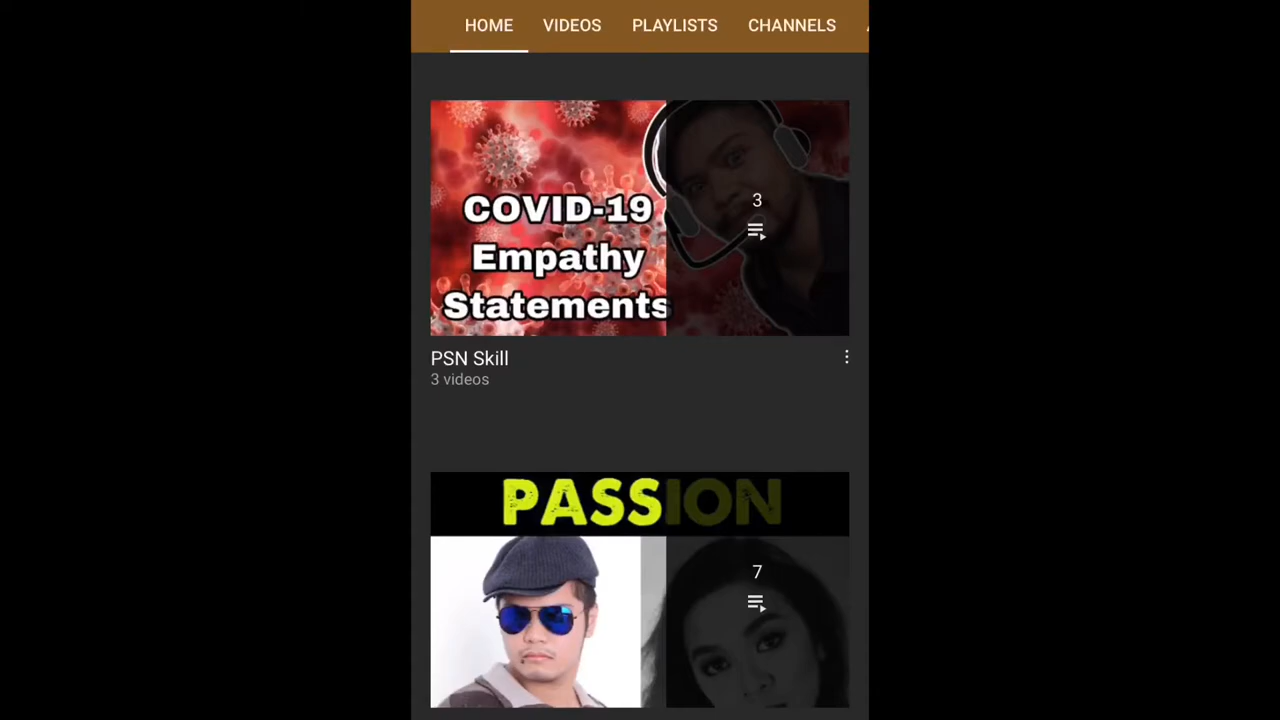 HOME VIDEOS PLAYLISTS CHANNELS
COVID-19
Empathy
Statements
3
PSN Skill
3 videos
PASSION
7